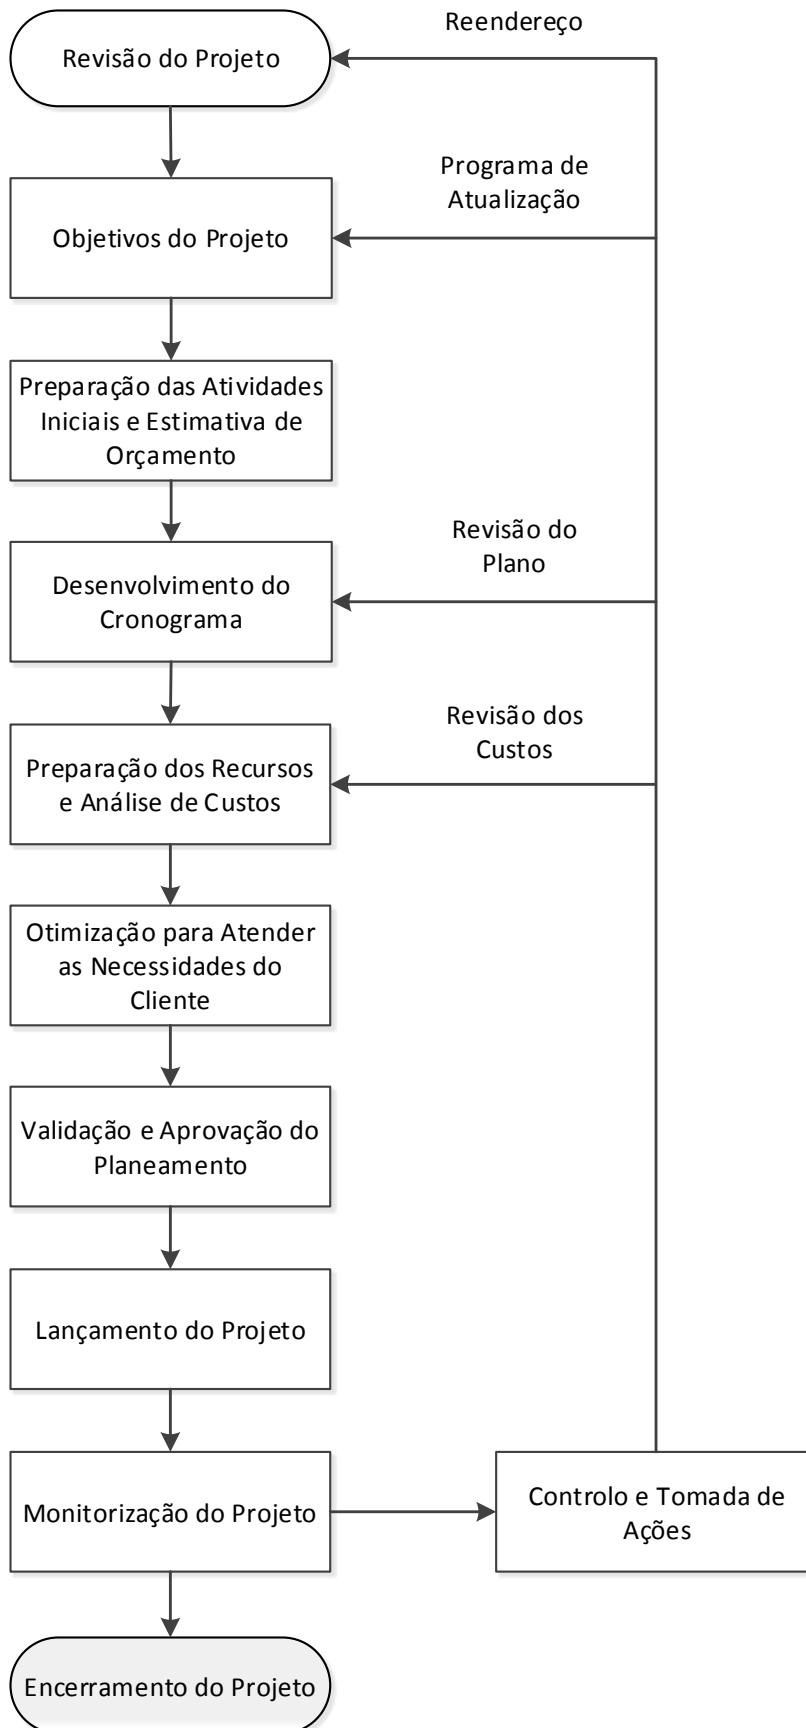 Reendereço
Revisão do Projeto
Programa de
Atualização
Objetivos do Projeto
Preparação das Atividades
Iniciais e Estimativa de
Orçamento
Revisão do
Plano
Desenvolvimento do
Cronograma
Revisão dos
Custos
Preparação dos Recursos
e Análise de Custos
Otimização para Atender
as Necessidades do
Cliente
Validação e Aprovação do
Planeamento
Lançamento do Projeto
Monitorização do Projeto
Controlo e Tomada de
Ações
Encerramento do Projeto